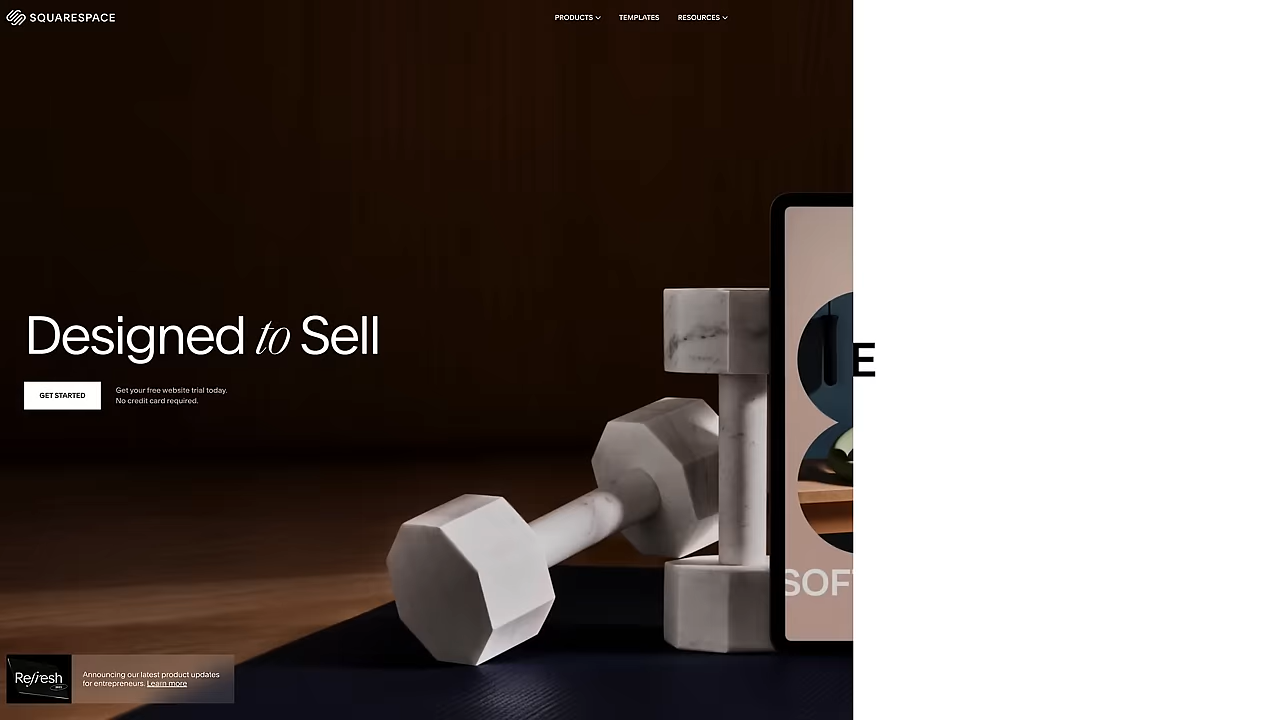 SQUARESPACE
PRODUCTS
TEMPLATES
RESOURCES
Designed to Sell
E
GET STARTED
Get your free website trial today.
No credit card required.
SOF
Refresh
Announcing our latest product updates
for entrepreneurs. Learn more